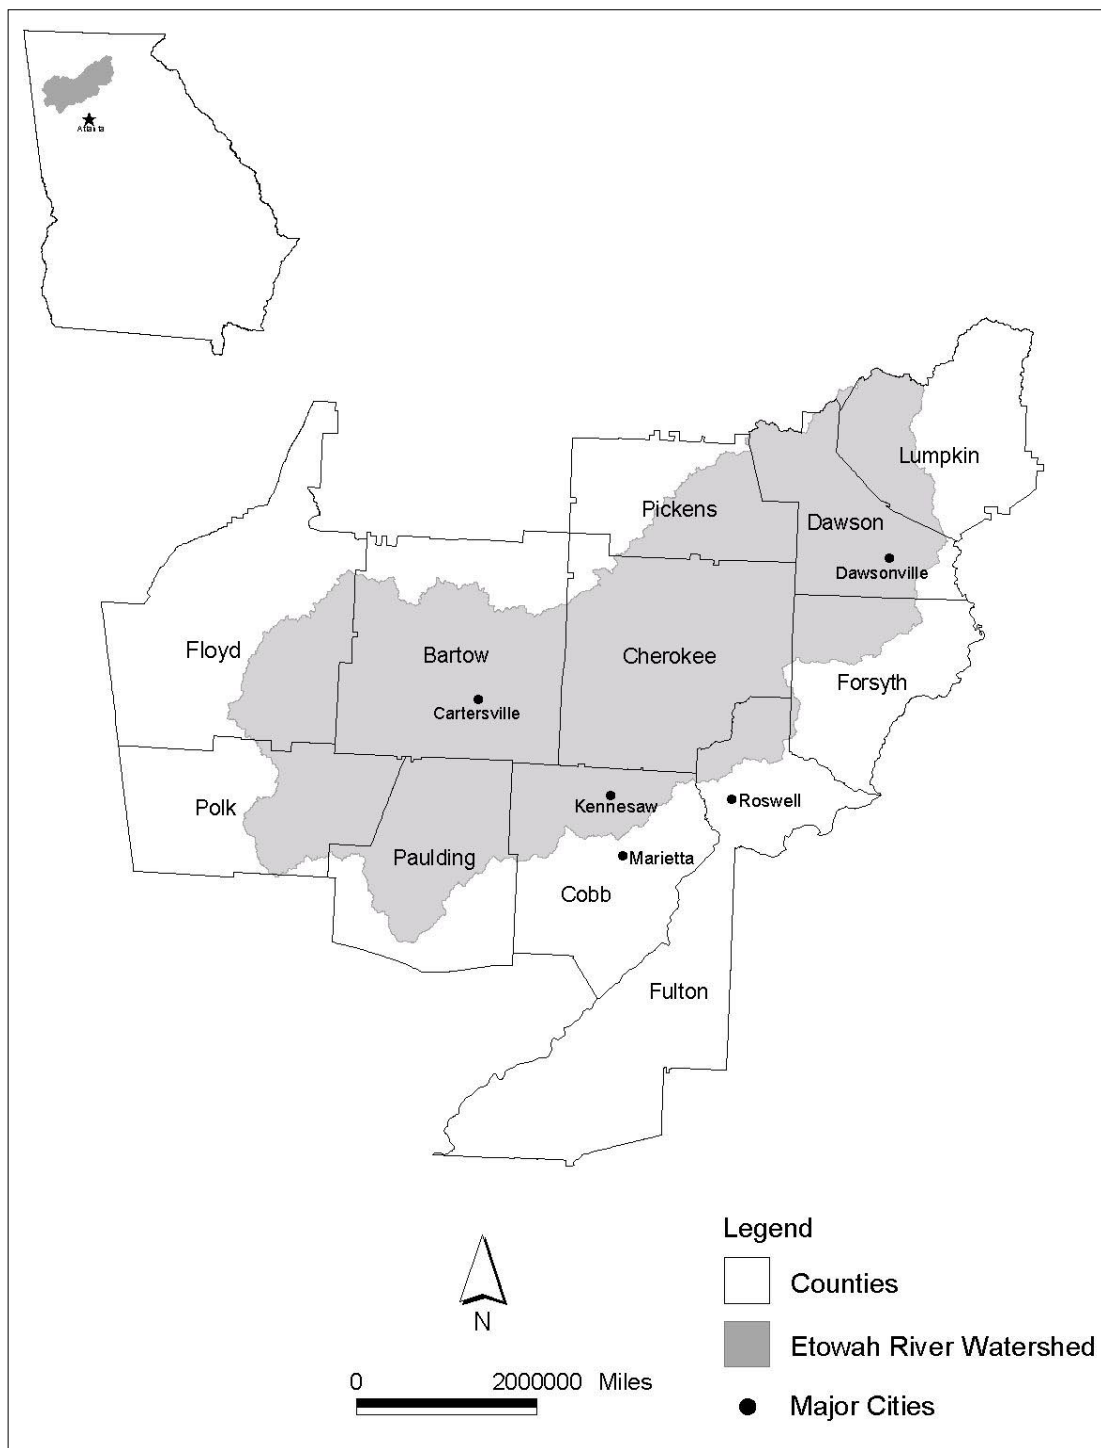 Atlanta
Lumpkin
Pickens
Dawson
Dawsonville
Floyd
Bartow
Cherokee
Forsyth
Cartersville
Polk
Kennesaw
Roswell
Paulding
Marietta
Cobb
Fulton
N
Legend
Counties
Etowah River Watershed
Major Cities
0 2000000 Miles